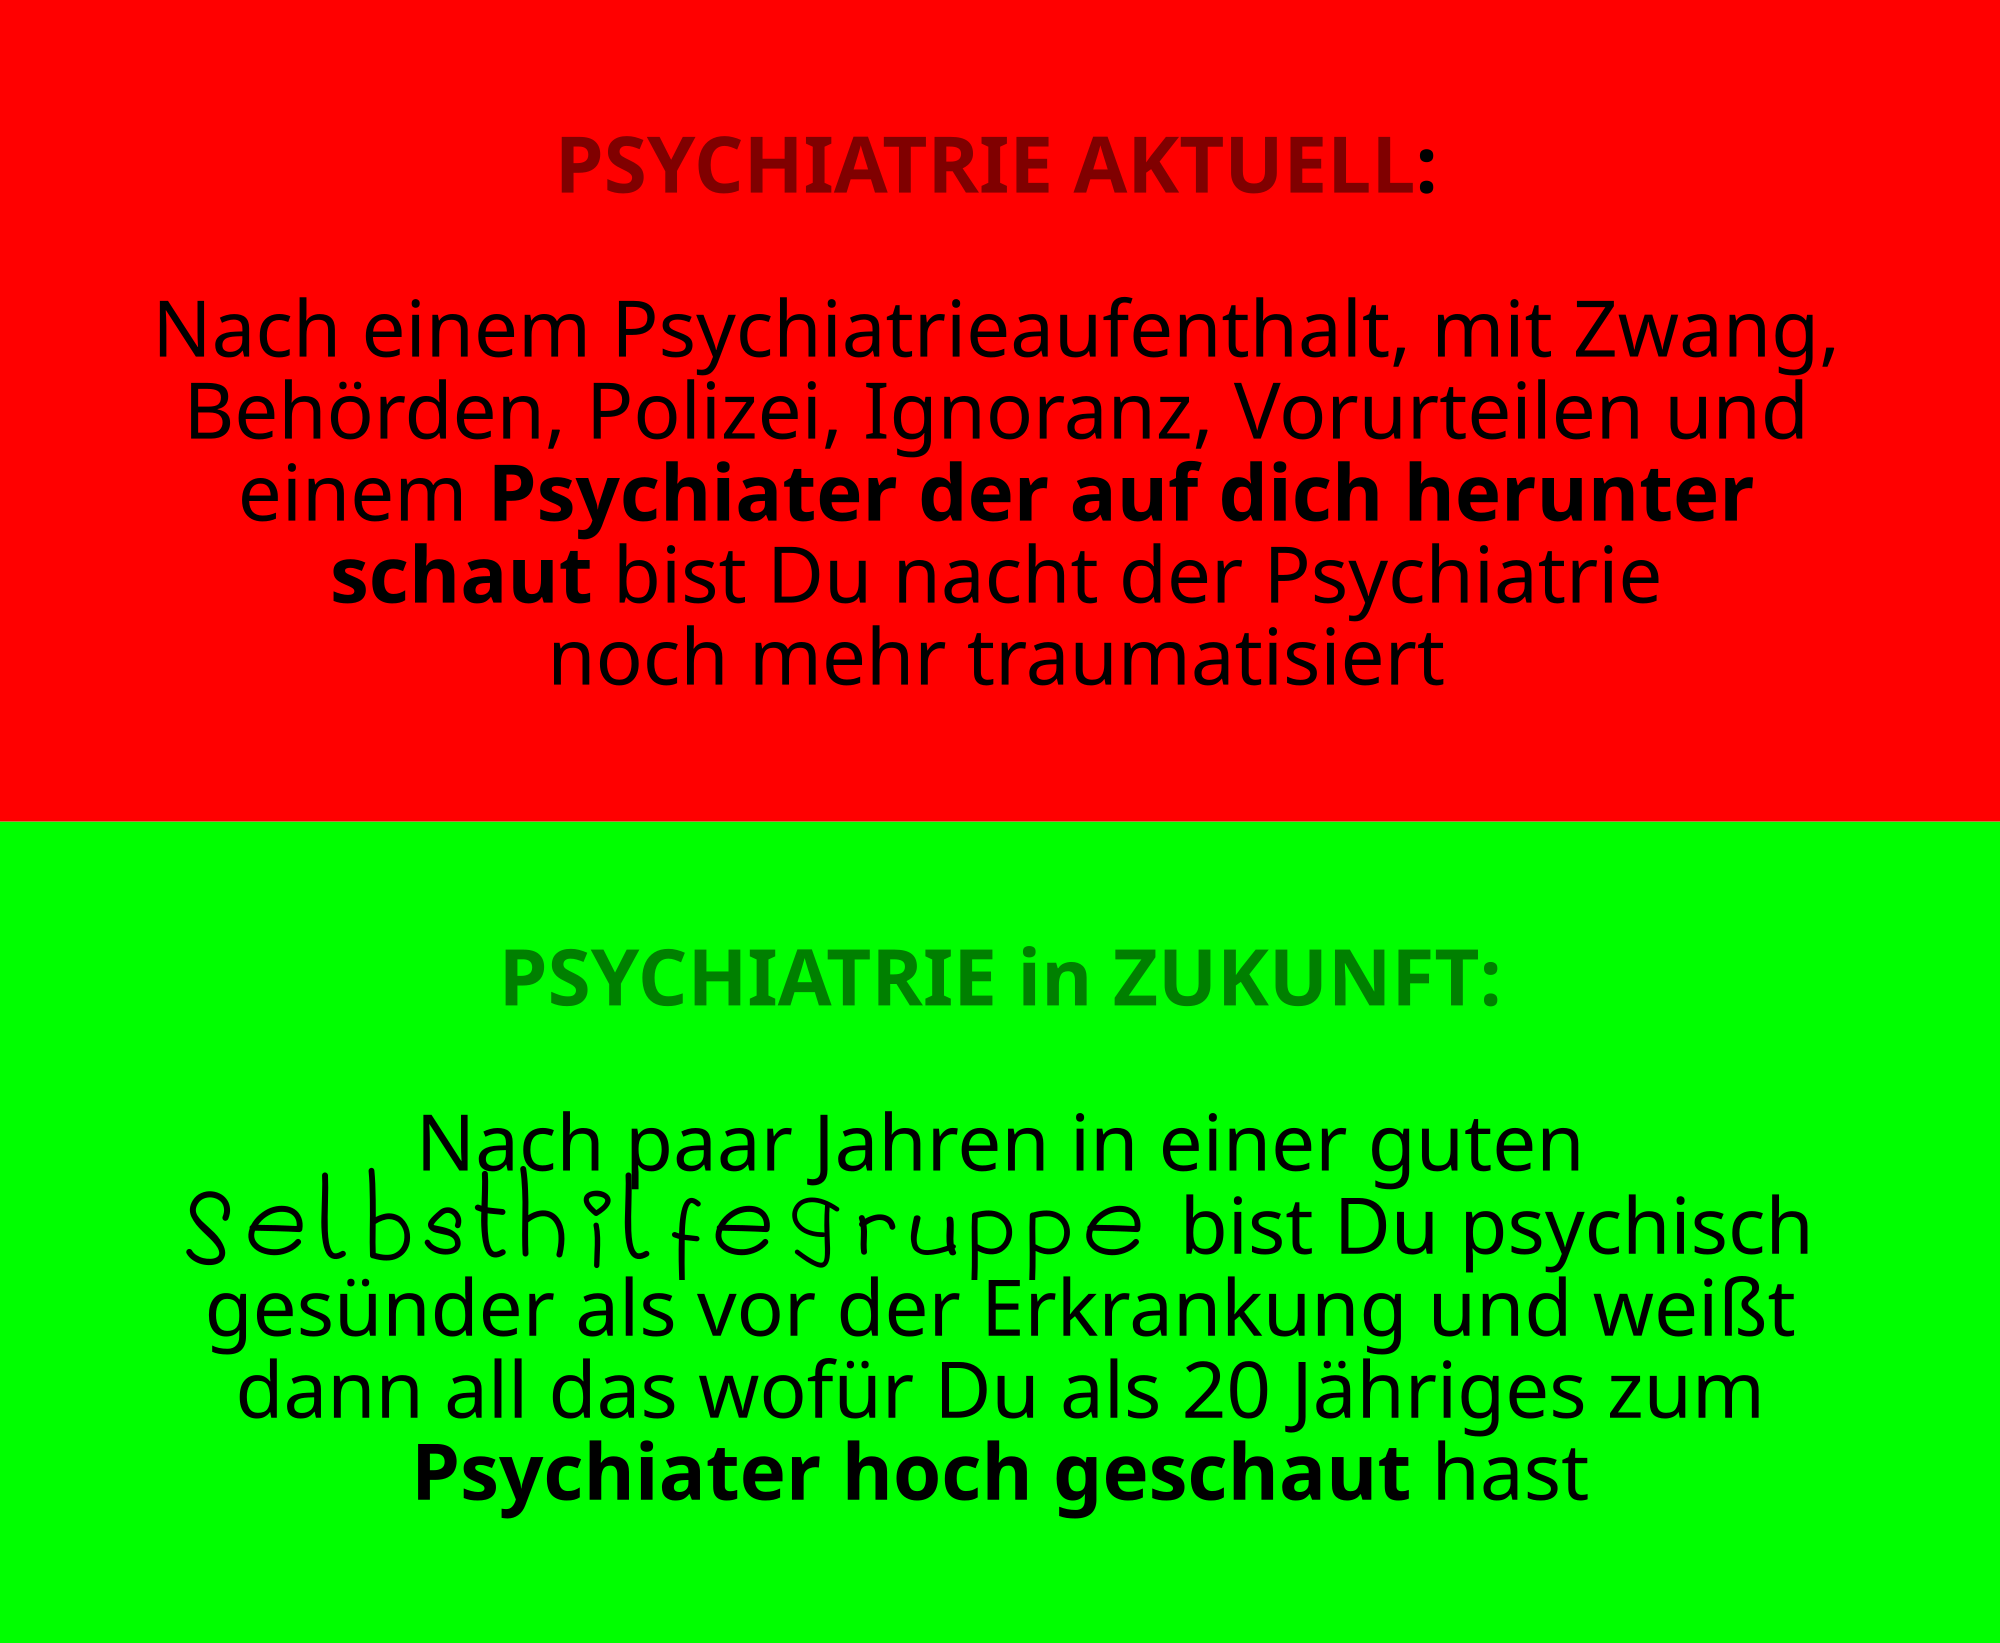 PSYCHIATRIE AKTUELL:
Nach einem Psychiatrieaufenthalt, mit Zwang,
Behörden, Polizei, Ignoranz, Vorurteilen und
einem Psychiater der auf dich herunter
schaut bist Du nacht der Psychiatrie
noch mehr traumatisiert
PSYCHIATRIE in ZUKUNFT:
Nach paar Jahren in einer guten
Selbsthilfegruppe bist Du psychisch
gesünder als vor der Erkrankung und weißt
dann all das wofür Du als 20 Jähriges zum
Psychiater hoch geschaut hast